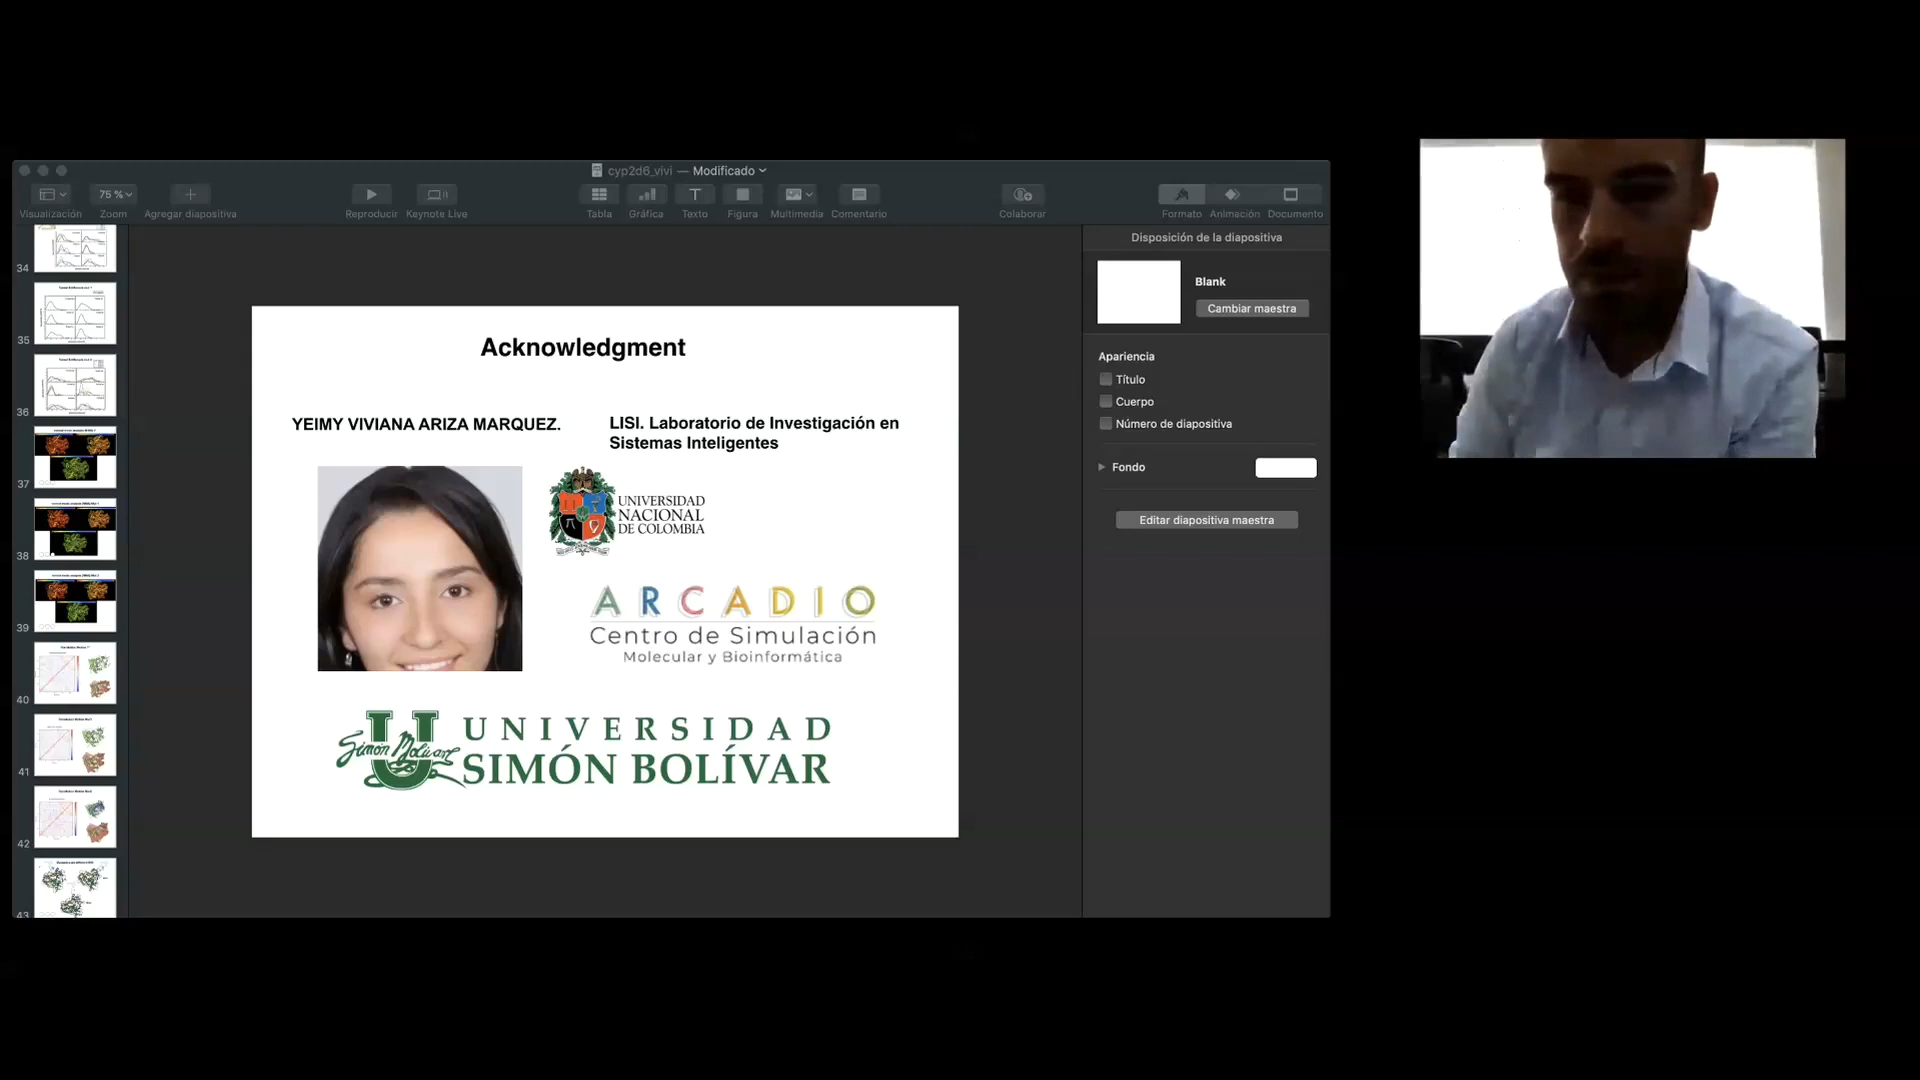 cyp2d6_vivi — Modificado
75 %
Visualización
Zoom
Agregar diapositiva
Reproducir
Keynote Live
Tabla
Gráfica
Texto
Figura
Multimedia
Comentario
Colaborar
Formato
Animación
Documento
34
35
36
37
38
39
40
41
42
43
Acknowledgment
YEIMY VIVIANA ARIZA MARQUEZ.
LISI. Laboratorio de Investigación en
Sistemas Inteligentes
UNIVERSIDAD
NACIONAL
DE COLOMBIA
ARCADIO
Centro de Simulación
Molecular y Bioinformática
Simón Bolívar
U
UNIVERSIDAD
SIMÓN BOLÍVAR
Disposición de la diapositiva
Blank
Cambiar maestra
Apariencia
Título
Cuerpo
Número de diapositiva
Fondo
Editar diapositiva maestra